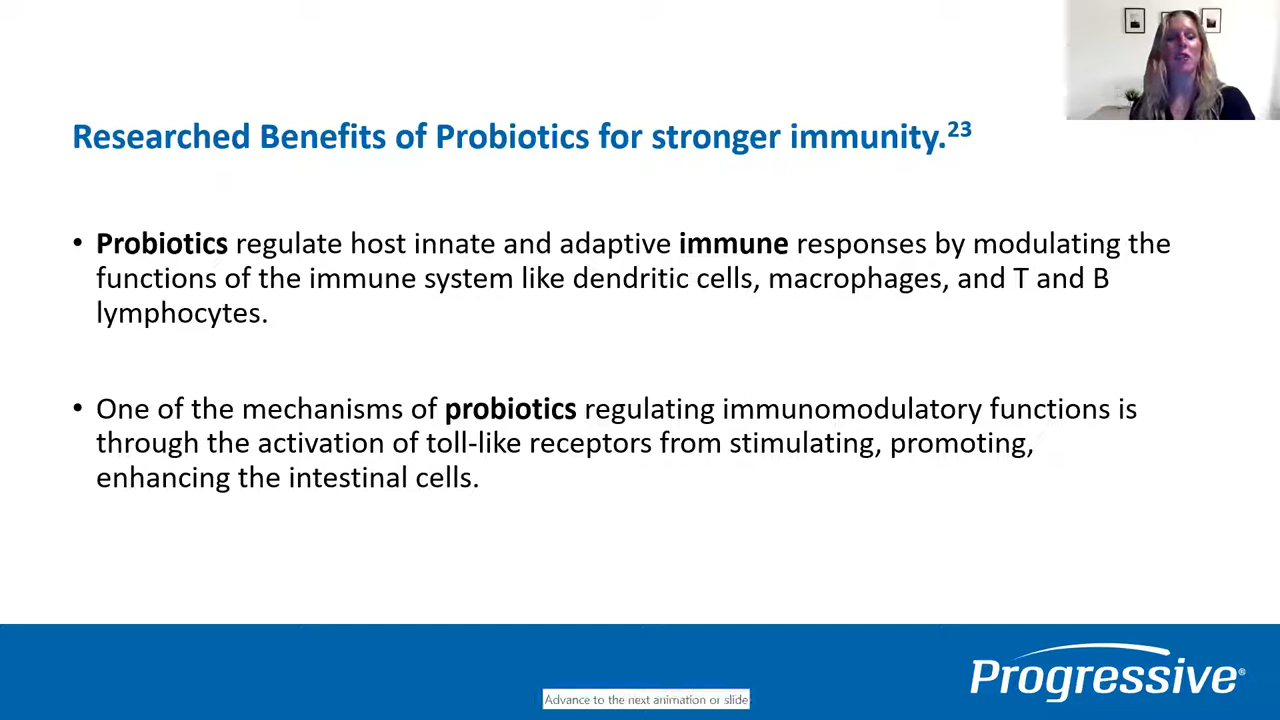 Researched Benefits of Probiotics for stronger immunity.23
• Probiotics regulate host innate and adaptive immune responses by modulating the
functions of the immune system like dendritic cells, macrophages, and T and B
lymphocytes.
• One of the mechanisms of probiotics regulating immunomodulatory functions is
through the activation of toll-like receptors from stimulating, promoting,
enhancing the intestinal cells.
Progressive®
Advance to the next animation or slide